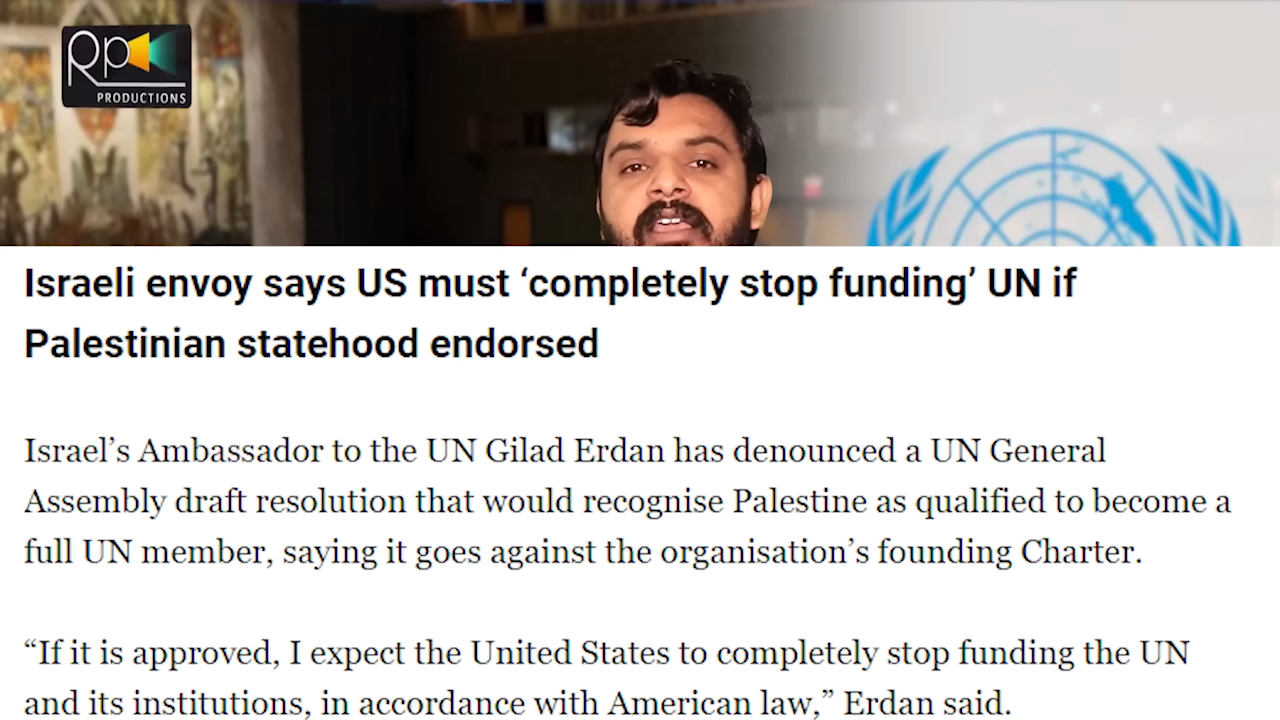 Rp
PRODUCTIONS
Israeli envoy says US must ‘completely stop funding’ UN if
Palestinian statehood endorsed
Israel’s Ambassador to the UN Gilad Erdan has denounced a UN General
Assembly draft resolution that would recognise Palestine as qualified to become a
full UN member, saying it goes against the organisation’s founding Charter.
“If it is approved, I expect the United States to completely stop funding the UN
and its institutions, in accordance with American law,” Erdan said.